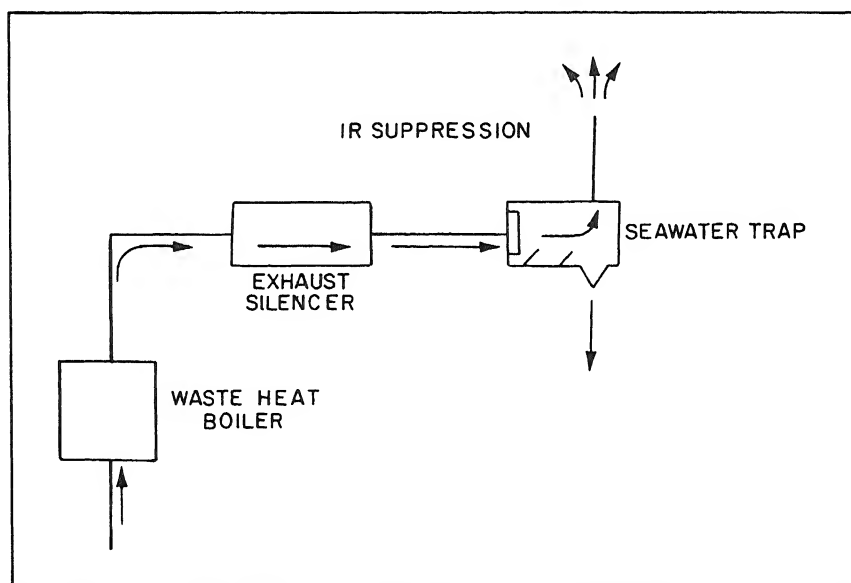 IR SUPPRESSION
SEAWATER TRAP
EXHAUST
SILENCER
WASTE HEAT
BOILER